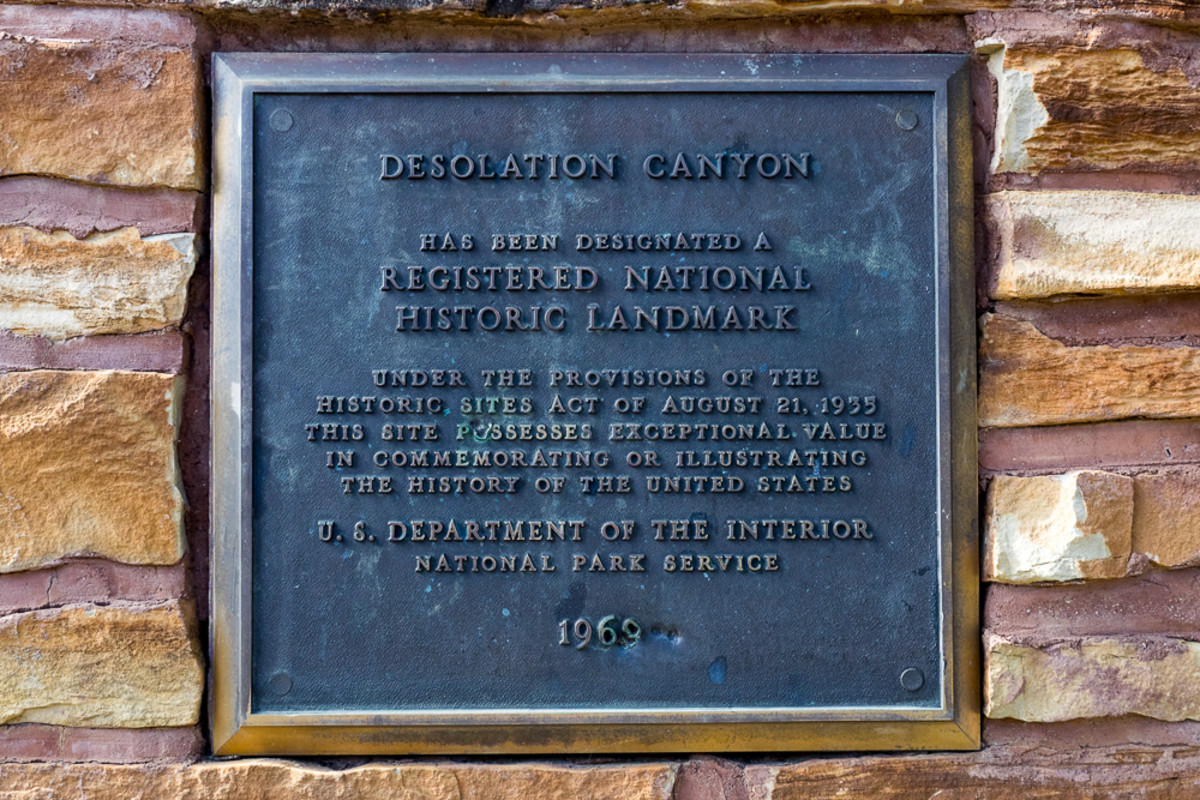 DESOLATION CANYON
HAS BEEN DESIGNATED A
REGISTERED NATIONAL
HISTORIC LANDMARK
UNDER THE PROVISIONS OF THE
HISTORIC SITES ACT OF AUGUST 21, 1935
THIS SITE POSSESSES EXCEPTIONAL VALUE
IN COMMEMORATING OR ILLUSTRATING
THE HISTORY OF THE UNITED STATES
U. S. DEPARTMENT OF THE INTERIOR
NATIONAL PARK SERVICE
1969